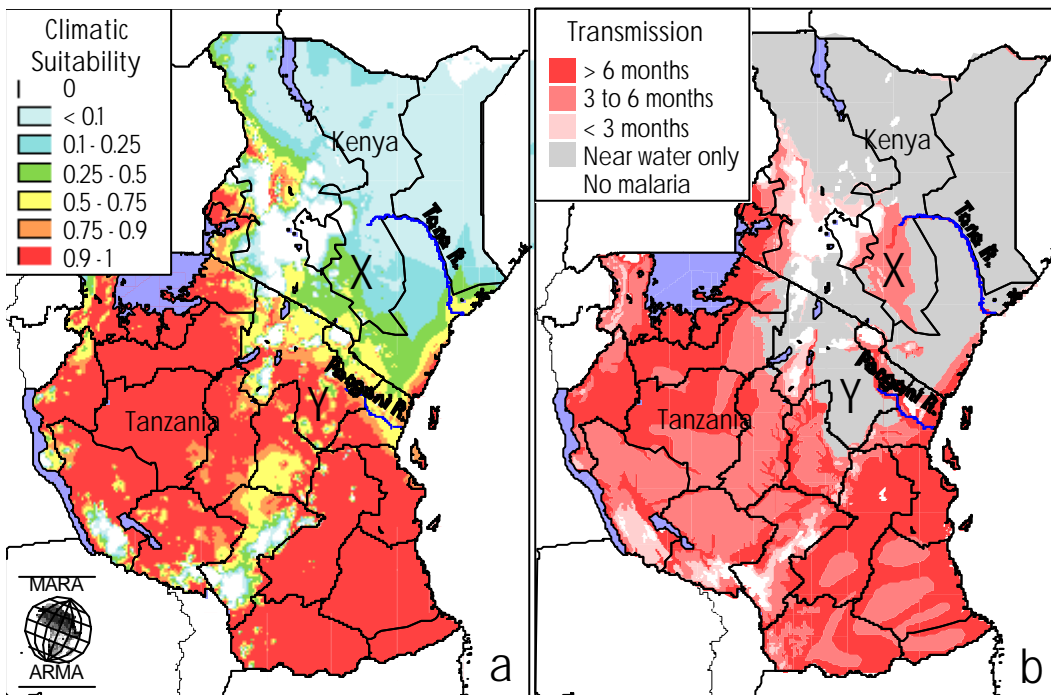 Climatic
Suitability
0
< 0.1
0.1 - 0.25
0.25 - 0.5
0.5 - 0.75
0.75 - 0.9
0.9 - 1
Kenya
Tana R.
X
Pangani R.
Y
Tanzania
MARA
ARMA
a
Transmission
> 6 months
3 to 6 months
< 3 months
Near water only
No malaria
Kenya
Tana R.
X
Pangani R.
Y
Tanzania
b